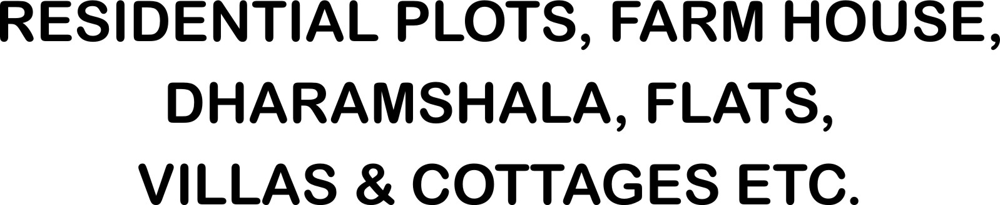 RESIDENTIAL PLOTS, FARM HOUSE,
DHARAMSHALA, FLATS,
VILLAS & COTTAGES ETC.